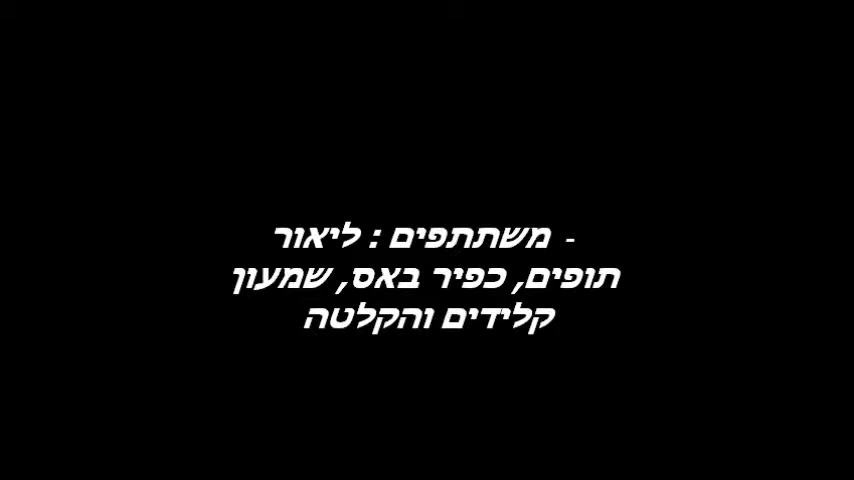 - משתתפים : ליאור
תופים, כפיר באס, שמעון
קלידים והקלטה